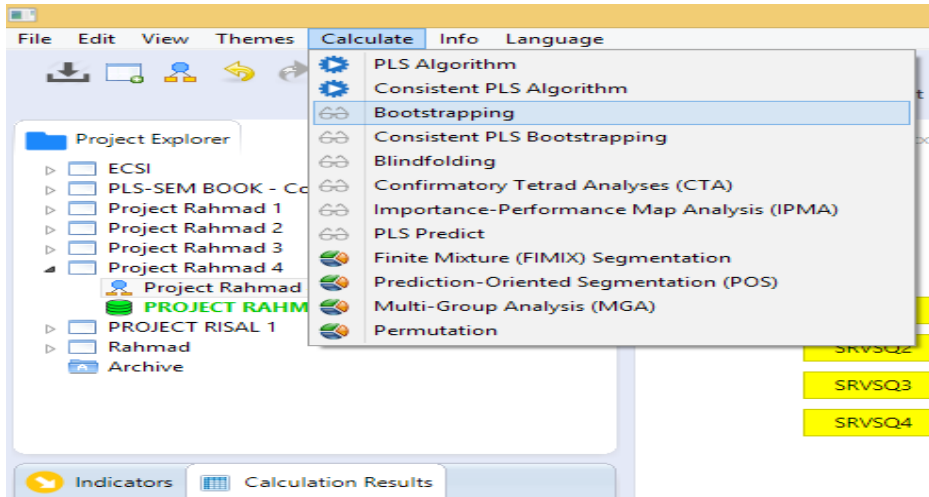 File Edit View Themes Calculate Info Language
PLS Algorithm
Consistent PLS Algorithm
Bootstrapping
Consistent PLS Bootstrapping
Blindfolding
Confirmatory Tetrad Analyses (CTA)
Importance-Performance Map Analysis (IPMA)
PLS Predict
Finite Mixture (FIMIX) Segmentation
Prediction-Oriented Segmentation (POS)
Multi-Group Analysis (MGA)
Permutation
Project Explorer
ECSI
PLS-SEM BOOK - Co
Project Rahmad 1
Project Rahmad 2
Project Rahmad 3
Project Rahmad 4
Project Rahmad
PROJECT RAHM
PROJECT RISAL 1
Rahmad
Archive
SRVSQ2
SRVSQ3
SRVSQ4
Indicators Calculation Results